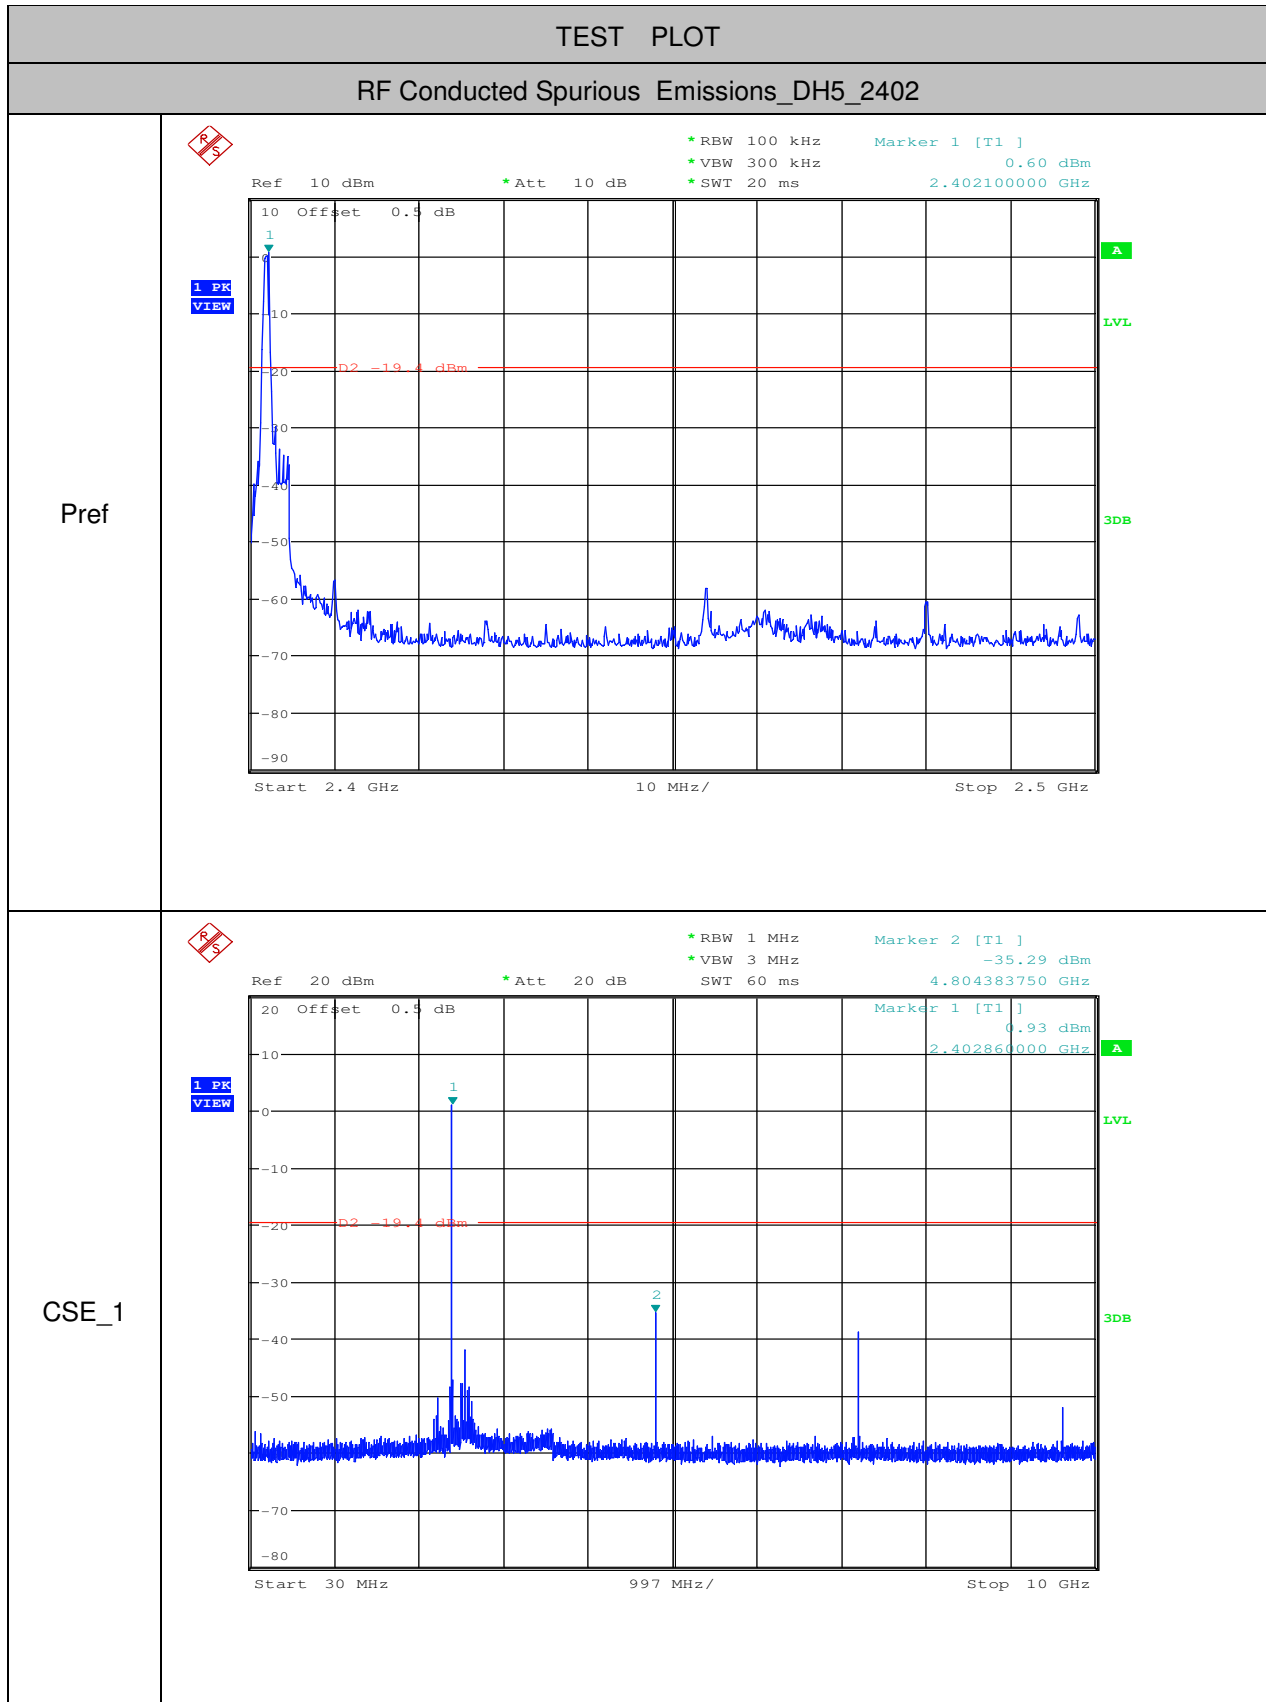 TEST PLOT
RF Conducted Spurious Emissions_DH5_2402
Pref
R S
* RBW 100 kHz Marker 1 [T1 ]
* VBW 300 kHz 0.60 dBm
Ref 10 dBm * Att 10 dB * SWT 20 ms 2.402100000 GHz
10 Offset 0.5 dB
1
A
0
1 PK
VIEW
-10
LVL
D2 -19.4 dBm
-20
-30
-40
3DB
-50
-60
-70
-80
-90
Start 2.4 GHz 10 MHz/ Stop 2.5 GHz
CSE_1
R S
* RBW 1 MHz Marker 2 [T1 ]
* VBW 3 MHz -35.29 dBm
Ref 20 dBm * Att 20 dB SWT 60 ms 4.804383750 GHz
20 Offset 0.5 dB Marker 1 [T1 ]
0.93 dBm
2.402860000 GHz A
10
1 PK
VIEW
1
0
LVL
-10
D2 -19.4 dBm
-20
-30
2
3DB
-40
-50
-70
-80
Start 30 MHz 997 MHz/ Stop 10 GHz